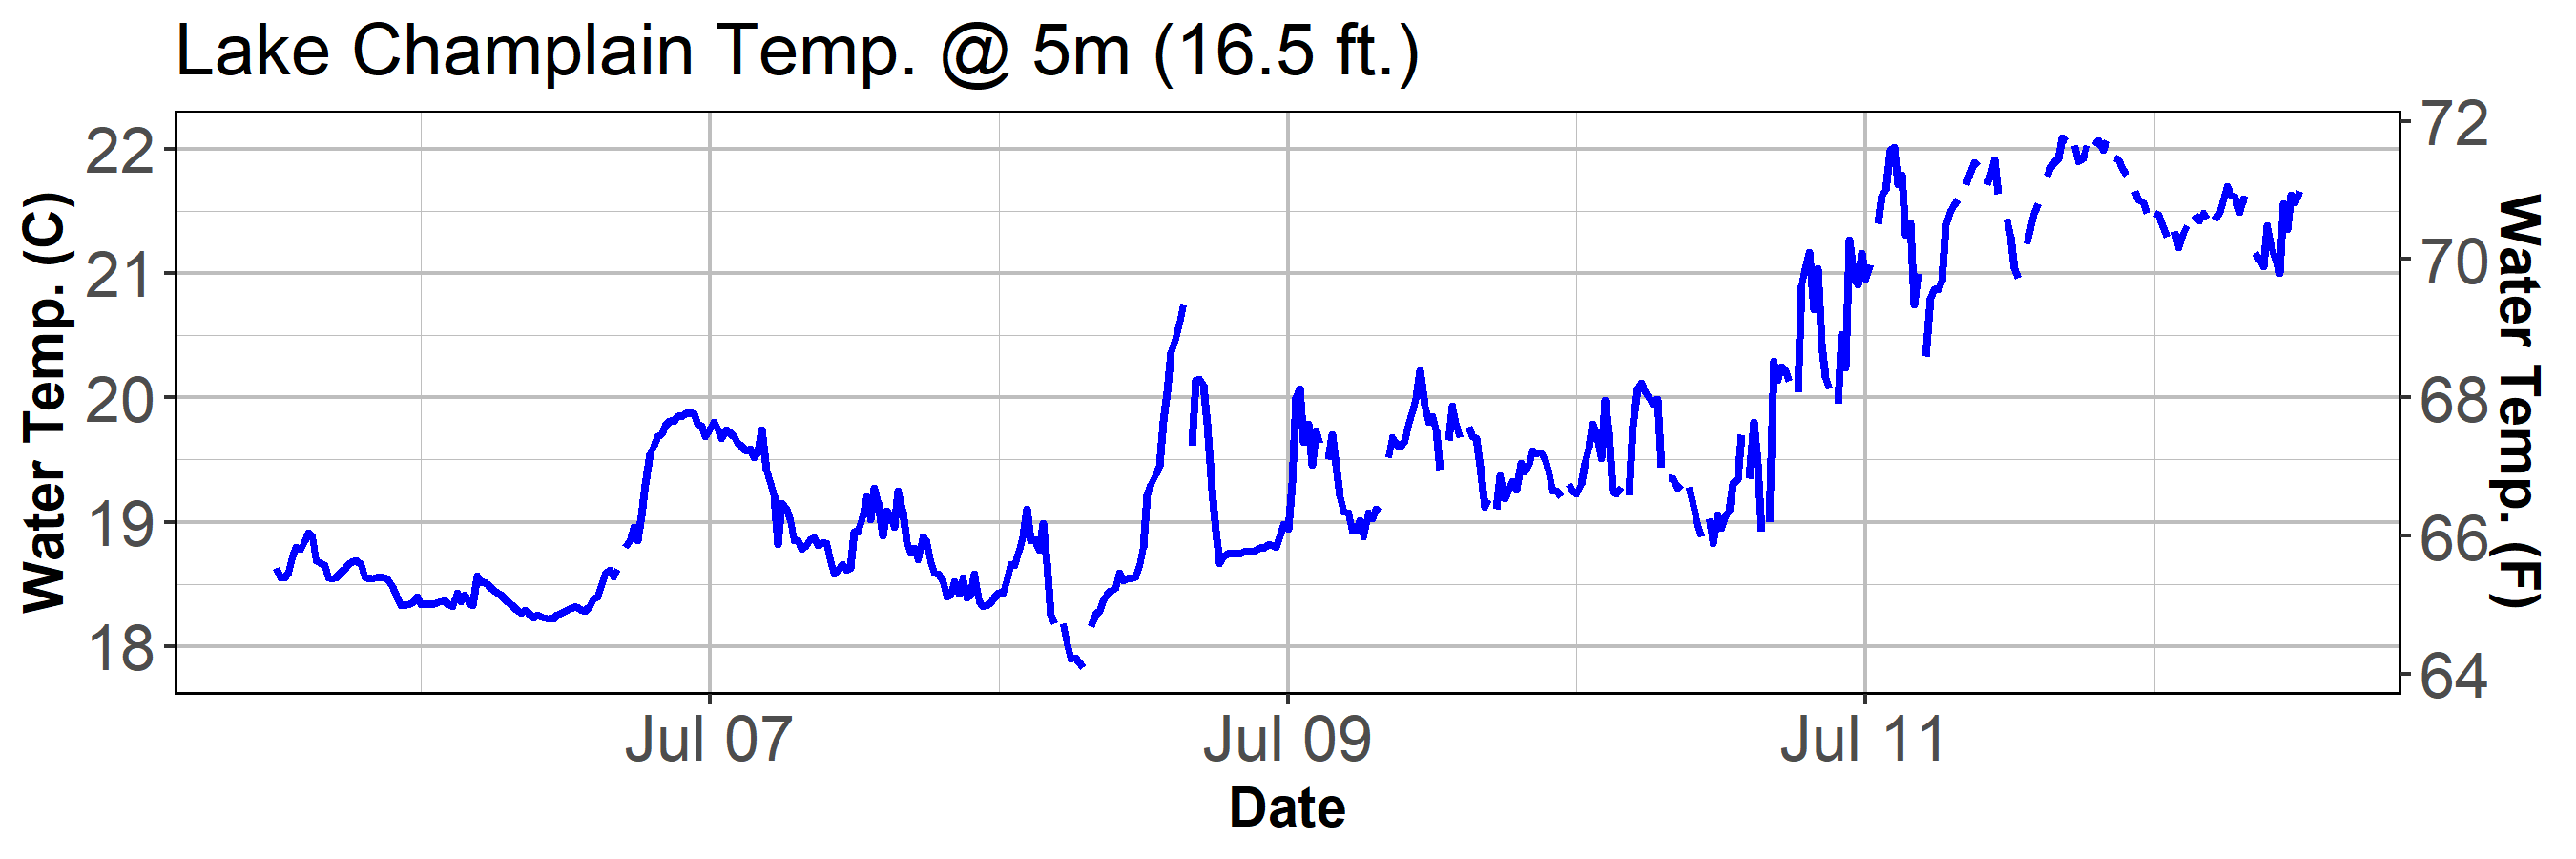 Lake Champlain Temp. @ 5m (16.5 ft.)
Water Temp. (C)
22
21
20
19
18
72
70
68
66
64
Water Temp. (F)
Jul 07
Jul 09
Jul 11
Date